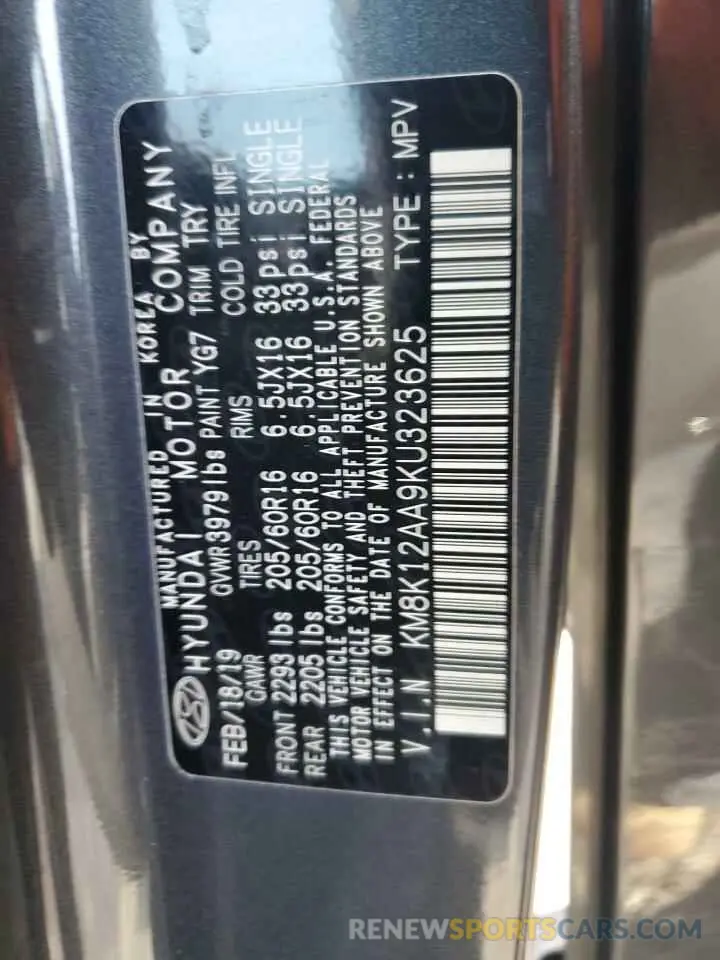 MANUFACTURED IN KOREA BY
HYUNDAI MOTOR COMPANY
FEB/18/19 GVWR 3979 lbs PAINT YG7 TRIM TRY
GAWR TIRES RIMS COLD TIRE INFL
FRONT 2293 lbs 205/60R16 6.5JX16 33psi SINGLE
REAR 2205 lbs 205/60R16 6.5JX16 33psi SINGLE
THIS VEHICLE CONFORMS TO ALL APPLICABLE U.S.A. FEDERAL
MOTOR VEHICLE SAFETY AND THEFT PREVENTION STANDARDS
IN EFFECT ON THE DATE OF MANUFACTURE SHOWN ABOVE
V.I.N KM8K12AA9KU323625 TYPE : MPV
RENEWSPORTSCARS.COM